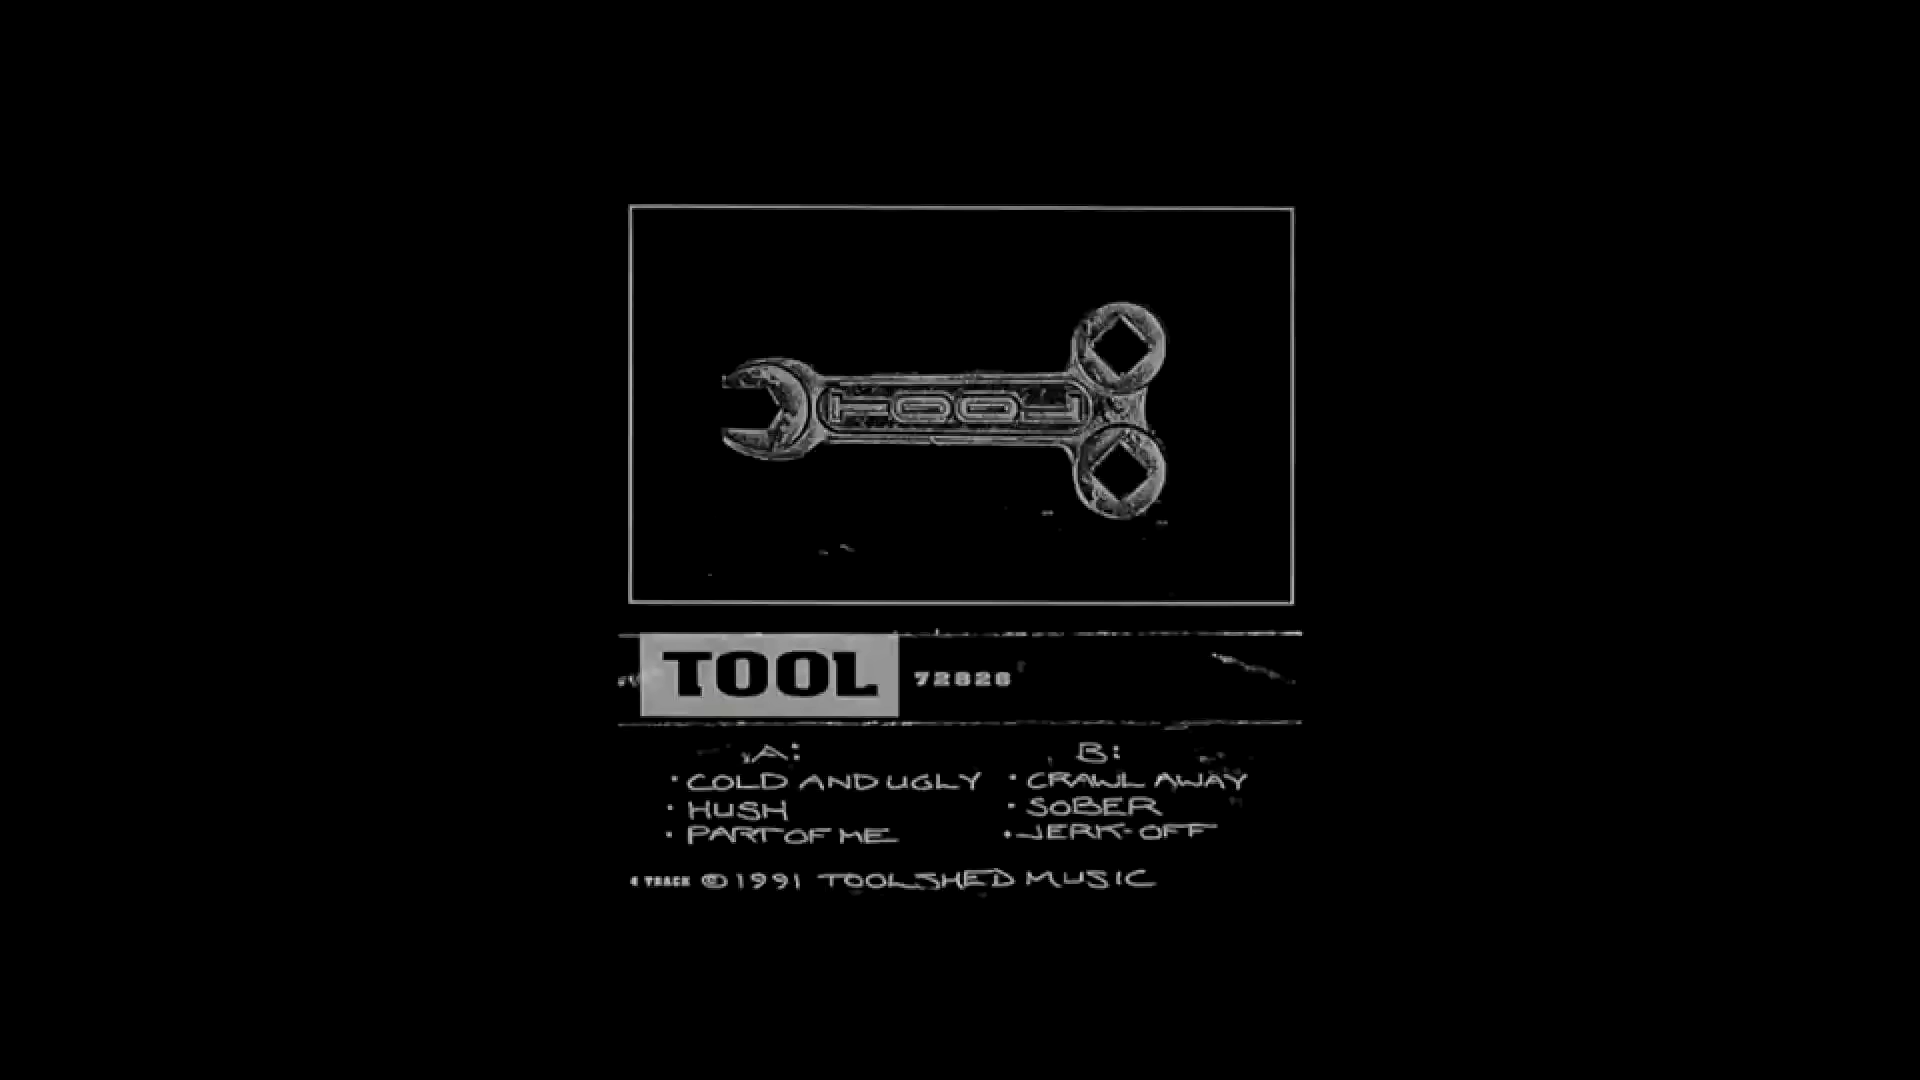 TOOL
TOOL 72826
A:
· COLD AND UGLY
· HUSH
· PART OF ME
B:
· CRAWL AWAY
· SOBER
· JERK-OFF
4 TRACK © 1991 TOOLSHED MUSIC